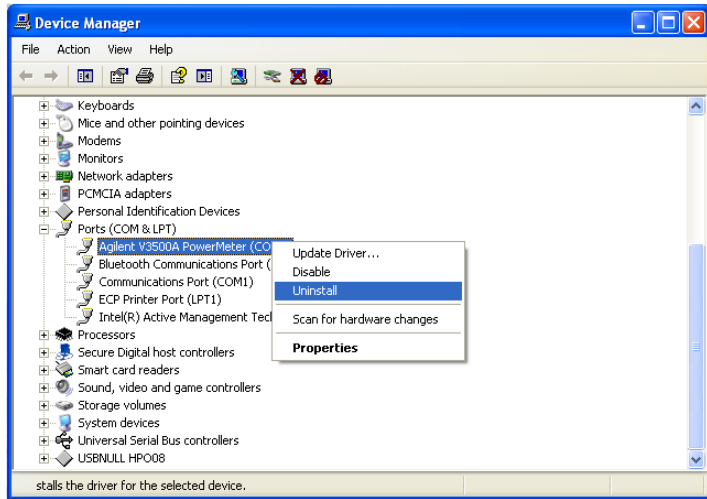 Device Manager
File Action View Help
Keyboards
Mice and other pointing devices
Modems
Monitors
Network adapters
PCMCIA adapters
Personal Identification Devices
Ports (COM & LPT)
Agilent V3500A PowerMeter (CO
Update Driver...
Bluetooth Communications Port (
Disable
Communications Port (COM1)
Uninstall
ECP Printer Port (LPT1)
Intel(R) Active Management Tec
Scan for hardware changes
Processors
Properties
Secure Digital host controllers
Smart card readers
Sound, video and game controllers
Storage volumes
System devices
Universal Serial Bus controllers
USBNULL HPO08
stalls the driver for the selected device.